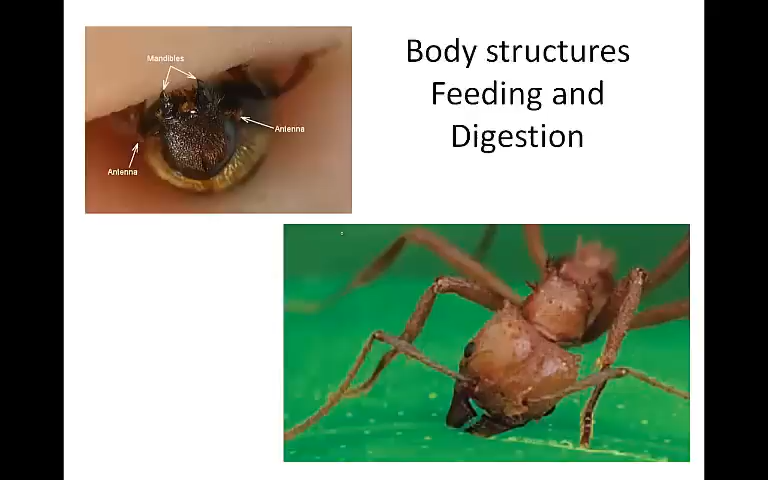 Mandibles
Antenna
Antenna
Body structures
Feeding and
Digestion